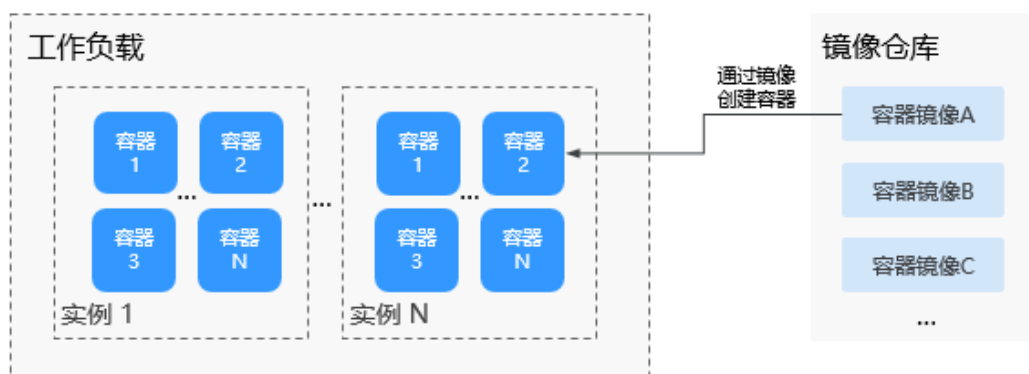 工作负载
容器
1
容器
2
...
容器
3
容器
N
实例 1
...
容器
1
容器
2
...
容器
3
容器
N
实例 N
通过镜像
创建容器
镜像仓库
容器镜像A
容器镜像B
容器镜像C
...